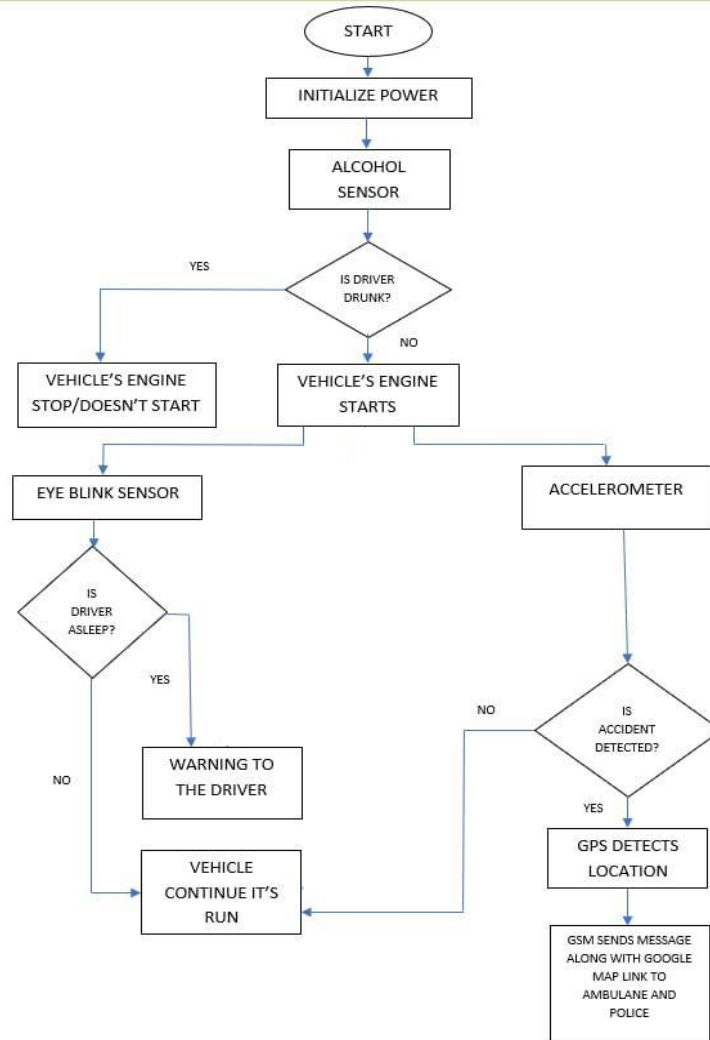 START
INITIALIZE POWER
ALCOHOL
SENSOR
YES
IS DRIVER
DRUNK?
NO
VEHICLE'S ENGINE
STOP/DOESN'T START
VEHICLE'S ENGINE
STARTS
EYE BLINK SENSOR
ACCELEROMETER
IS
DRIVER
ASLEEP?
YES
NO
WARNING TO
THE DRIVER
NO
IS
ACCIDENT
DETECTED?
YES
VEHICLE
CONTINUE IT'S
RUN
GPS DETECTS
LOCATION
GSM SENDS MESSAGE
ALONG WITH GOOGLE
MAP LINK TO
AMBULANE AND
POLICE